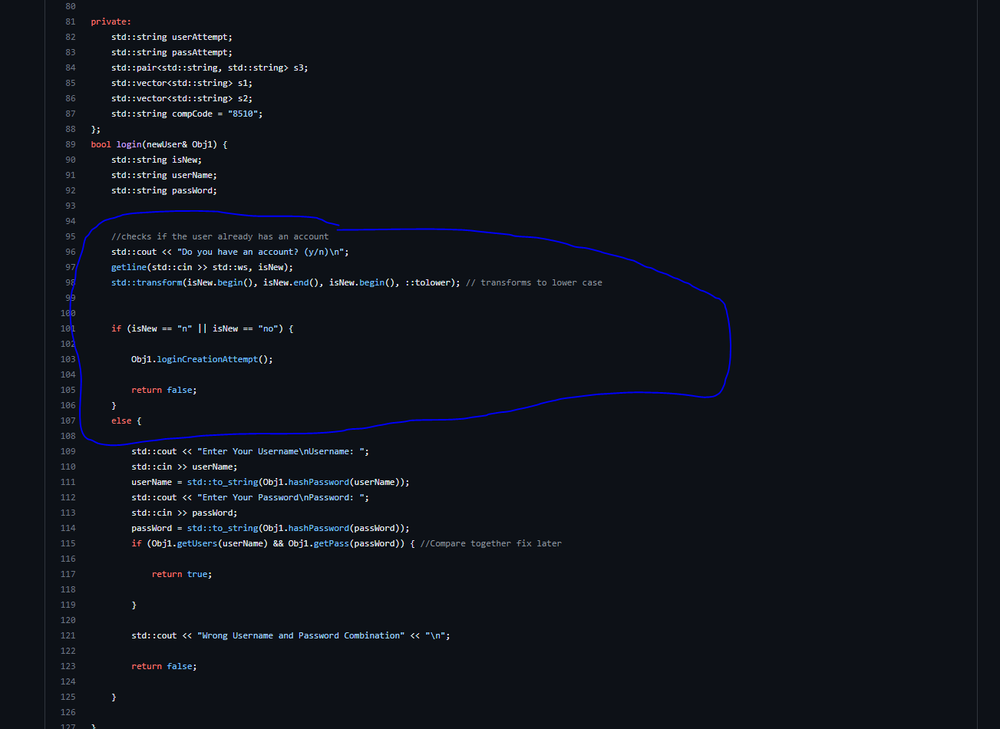 80
81 private:
82 std::string userAttempt;
83 std::string passAttempt;
84 std::pair<std::string, std::string> s3;
85 std::vector<std::string> s1;
86 std::vector<std::string> s2;
87 std::string compCode = "8510";
88 };
89 bool login(newUser& Obj1) {
90 std::string isNew;
91 std::string userName;
92 std::string passWord;
93
94
95 //checks if the user already has an account
96 std::cout << "Do you have an account? (y/n)\n";
97 getline(std::cin >> std::ws, isNew);
98 std::transform(isNew.begin(), isNew.end(), isNew.begin(), ::tolower); // transforms to lower case
99
100
101 if (isNew == "n" || isNew == "no") {
102
103 Obj1.loginCreationAttempt();
104
105 return false;
106 }
107 else {
108
109 std::cout << "Enter Your Username\nUsername: ";
110 std::cin >> userName;
111 userName = std::to_string(Obj1.hashPassword(userName));
112 std::cout << "Enter Your Password\nPassword: ";
113 std::cin >> passWord;
114 passWord = std::to_string(Obj1.hashPassword(passWord));
115 if (Obj1.getUsers(userName) && Obj1.getPass(passWord)) { //Compare together fix later
116
117 return true;
118
119 }
120
121 std::cout << "Wrong Username and Password Combination" << "\n";
122
123 return false;
124
125 }
126
127 }